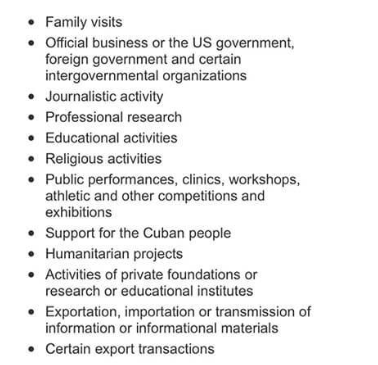 • Family visits
• Official business or the US government,
foreign government and certain
intergovernmental organizations
• Journalistic activity
• Professional research
• Educational activities
• Religious activities
• Public performances, clinics, workshops,
athletic and other competitions and
exhibitions
• Support for the Cuban people
• Humanitarian projects
• Activities of private foundations or
research or educational institutes
• Exportation, importation or transmission of
information or informational materials
• Certain export transactions